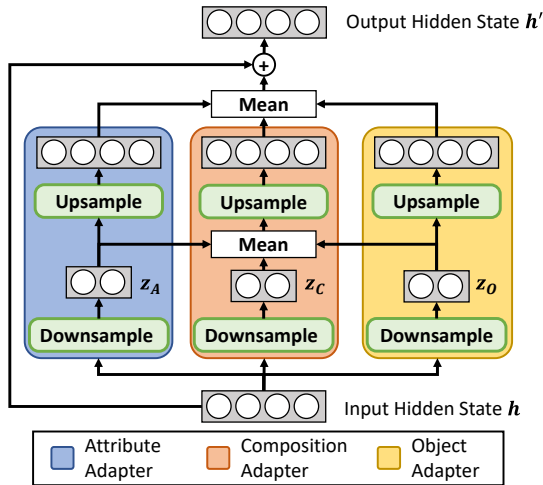 Output Hidden State h′
+
Mean
Upsample Upsample Upsample
Mean
z_A z_C z_O
Downsample Downsample Downsample
Input Hidden State h
Attribute Adapter
Composition Adapter
Object Adapter